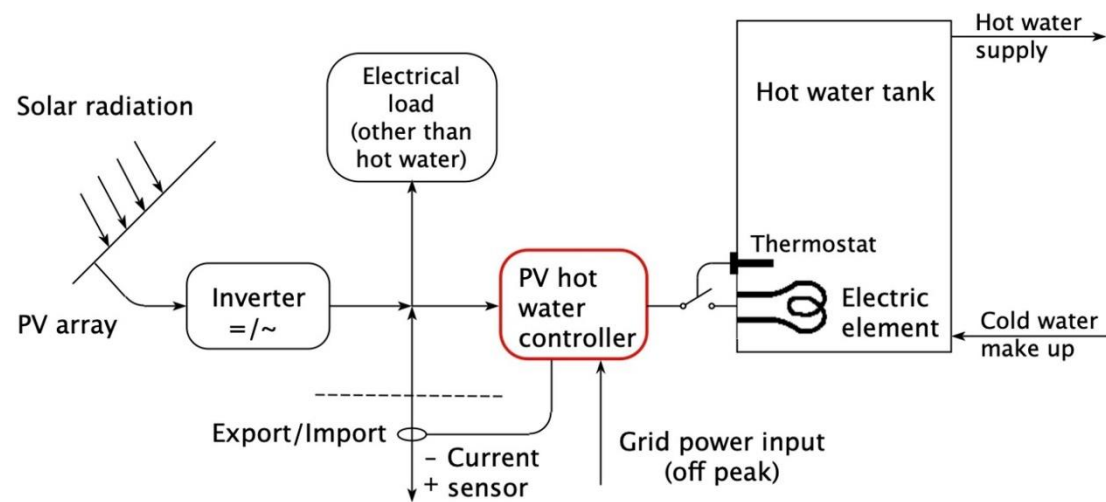 Solar radiation
PV array
Inverter
=/~
Electrical
load
(other than
hot water)
PV hot
water
controller
Export/Import
- Current
+ sensor
Grid power input
(off peak)
Hot water tank
Thermostat
Electric
element
Hot water
supply
Cold water
make up